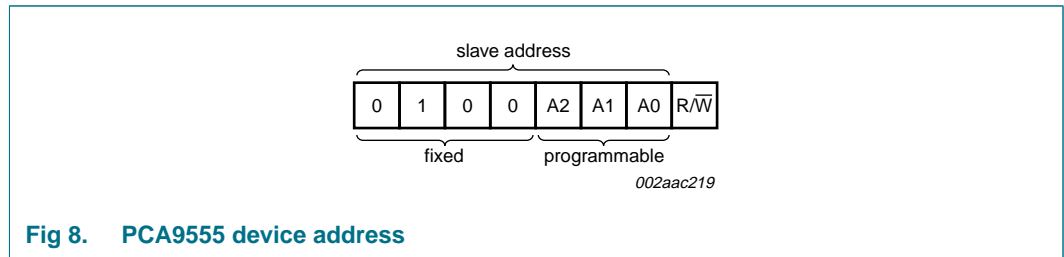 slave address
0 1 0 0 A2 A1 A0 R/W̅
fixed programmable
002aac219
Fig 8. PCA9555 device address